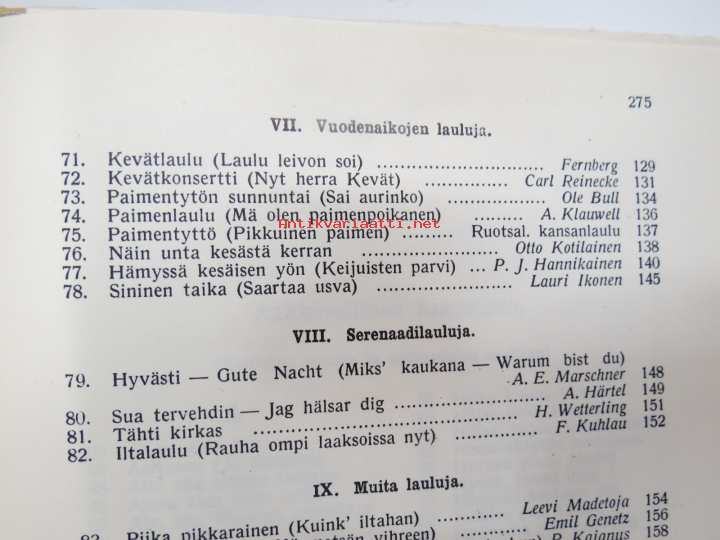 275
VII. Vuodenaikojen lauluja.
71. Kevätlaulu (Laulu leivon soi) ................................ Fernberg 129
72. Kevätkonsertti (Nyt herra Kevät) ............... Carl Reinecke 131
73. Paimentytön sunnuntai (Sai aurinko) ............... Ole Bull 134
74. Paimenlaulu (Mä olen paimenpoikanen) ......... A. Klauwell 136
75. Paimentyttö (Pikkuinen paimen) ......... Ruotsal. kansanlaulu 137
Antikvariaatti.net
76. Näin unta kesästä kerran .................... Otto Kotilainen 138
77. Hämyssä kesäisen yön (Keijuisten parvi) ... P. J. Hannikainen 140
78. Sininen taika (Saartaa usva) .......................... Lauri Ikonen 145
VIII. Serenaadilauluja.
79. Hyvästi — Gute Nacht (Miks' kaukana — Warum bist du)
A. E. Marschner 148
80. Sua tervehdin — Jag hälsar dig ........................ A. Härtel 149
81. Tähti kirkas .................................................. H. Wetterling 151
82. Iltalaulu (Rauha ompi laaksoissa nyt) ............... F. Kuhlau 152
IX. Muita lauluja.
Piika pikkarainen (Kuink' iltahan) ............ Leevi Madetoja 154
vihreen) ............ Emil Genetz 156
P. Kajanus 158